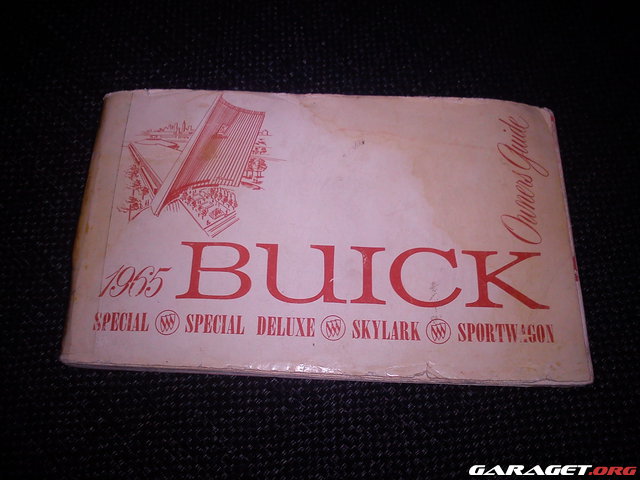 Owners Guide
1965 BUICK
SPECIAL SPECIAL DELUXE SKYLARK SPORTWAGON
GARAGET.ORG